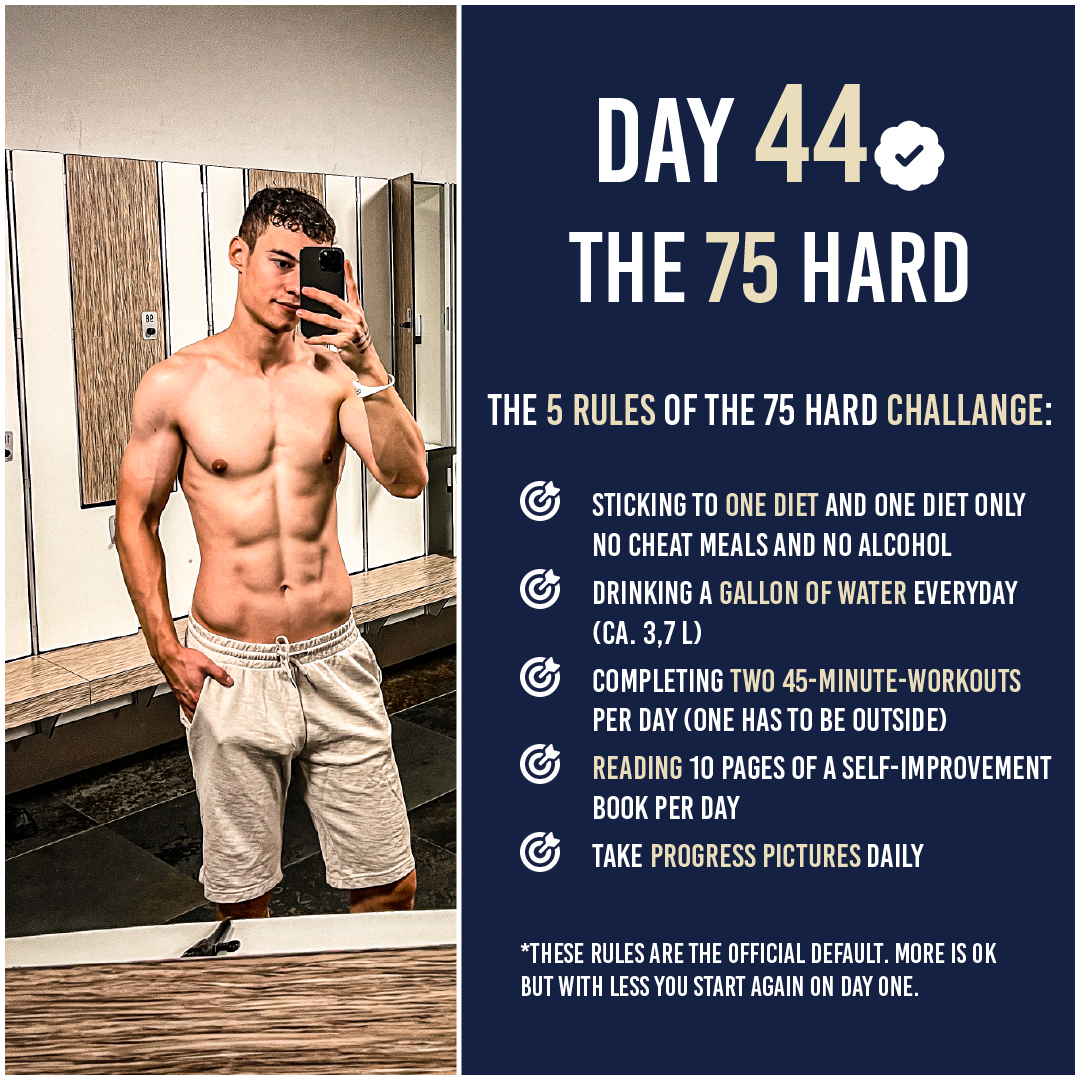 DAY 44
THE 75 HARD
THE 5 RULES OF THE 75 HARD CHALLANGE:
STICKING TO ONE DIET AND ONE DIET ONLY
NO CHEAT MEALS AND NO ALCOHOL
DRINKING A GALLON OF WATER EVERYDAY
(CA. 3,7 L)
COMPLETING TWO 45-MINUTE-WORKOUTS
PER DAY (ONE HAS TO BE OUTSIDE)
READING 10 PAGES OF A SELF-IMPROVEMENT
BOOK PER DAY
TAKE PROGRESS PICTURES DAILY
*THESE RULES ARE THE OFFICIAL DEFAULT. MORE IS OK
BUT WITH LESS YOU START AGAIN ON DAY ONE.